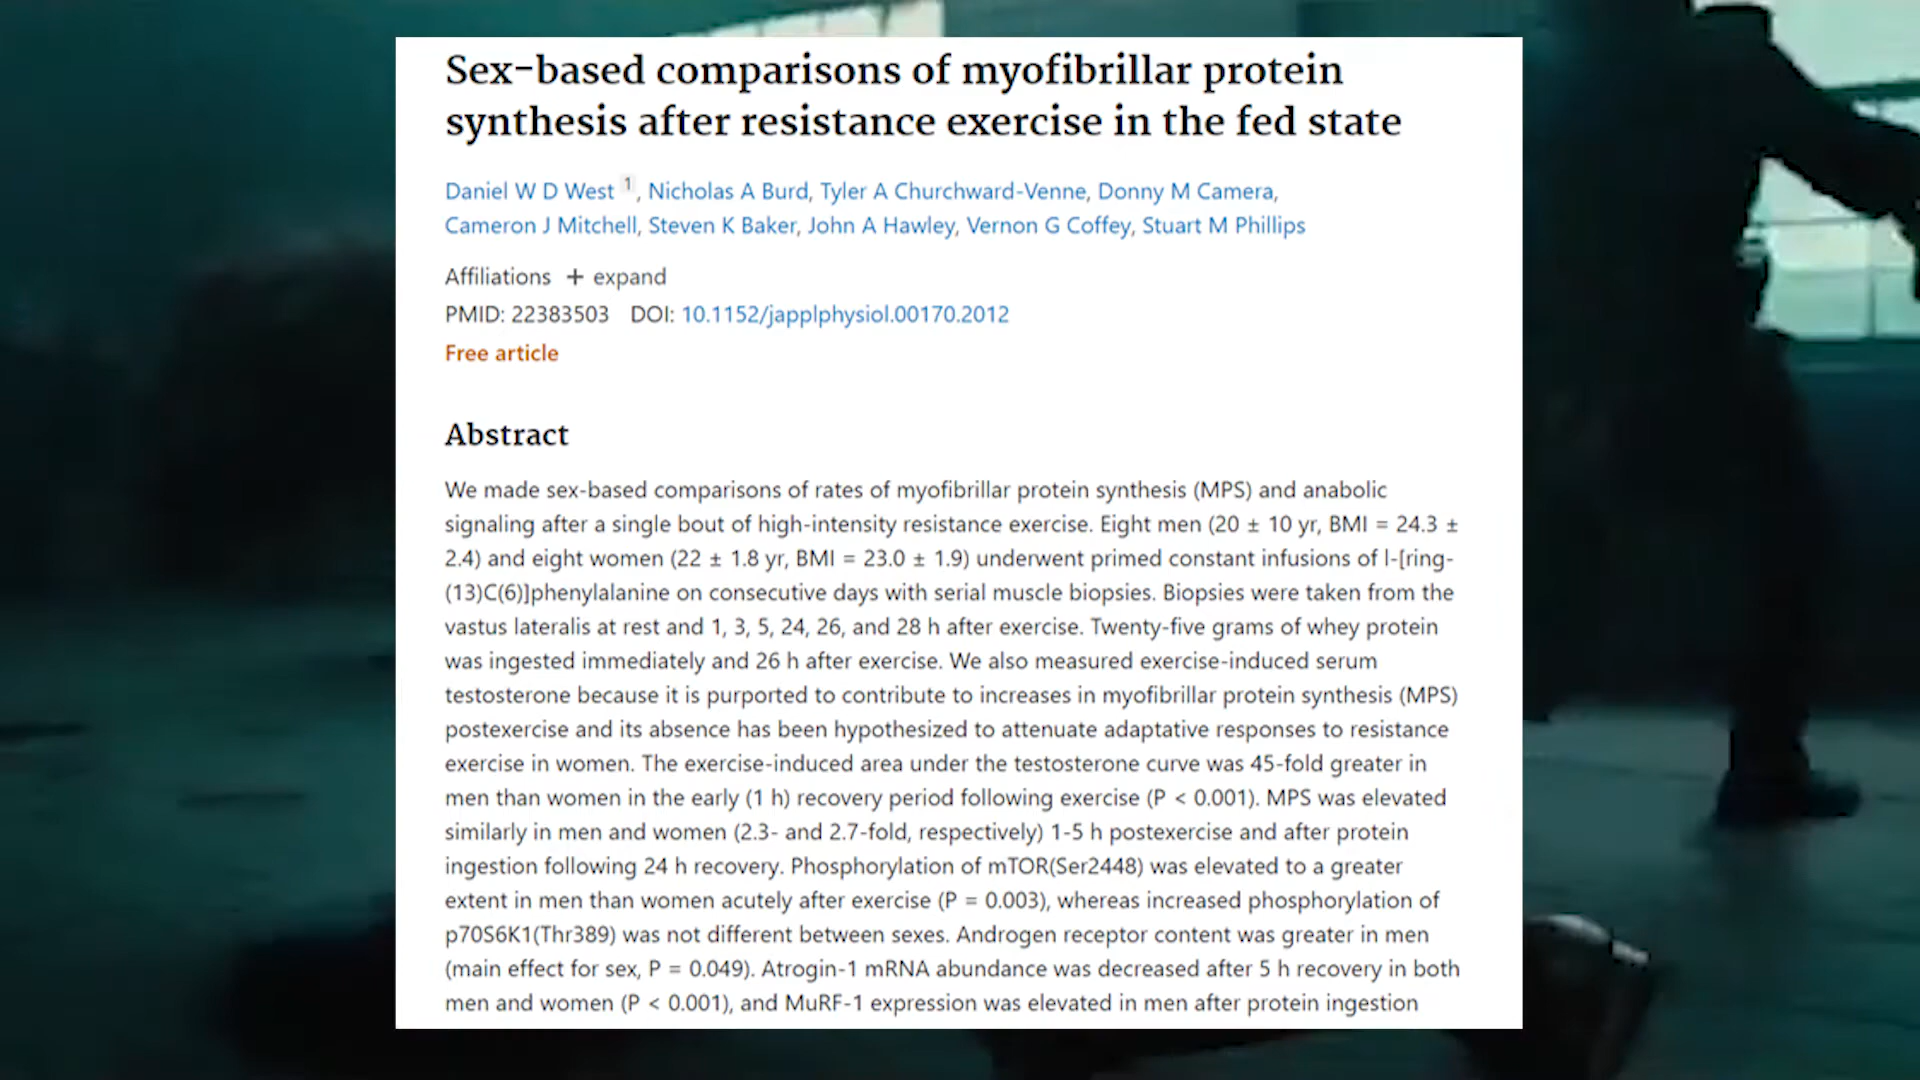 Sex-based comparisons of myofibrillar protein
synthesis after resistance exercise in the fed state
Daniel W D West 1, Nicholas A Burd, Tyler A Churchward-Venne, Donny M Camera,
Cameron J Mitchell, Steven K Baker, John A Hawley, Vernon G Coffey, Stuart M Phillips
Affiliations + expand
PMID: 22383503 DOI: 10.1152/japplphysiol.00170.2012
Free article
Abstract
We made sex-based comparisons of rates of myofibrillar protein synthesis (MPS) and anabolic
signaling after a single bout of high-intensity resistance exercise. Eight men (20 ± 10 yr, BMI = 24.3 ±
2.4) and eight women (22 ± 1.8 yr, BMI = 23.0 ± 1.9) underwent primed constant infusions of l-[ring-
(13)C(6)]phenylalanine on consecutive days with serial muscle biopsies. Biopsies were taken from the
vastus lateralis at rest and 1, 3, 5, 24, 26, and 28 h after exercise. Twenty-five grams of whey protein
was ingested immediately and 26 h after exercise. We also measured exercise-induced serum
testosterone because it is purported to contribute to increases in myofibrillar protein synthesis (MPS)
postexercise and its absence has been hypothesized to attenuate adaptative responses to resistance
exercise in women. The exercise-induced area under the testosterone curve was 45-fold greater in
men than women in the early (1 h) recovery period following exercise (P < 0.001). MPS was elevated
similarly in men and women (2.3- and 2.7-fold, respectively) 1-5 h postexercise and after protein
ingestion following 24 h recovery. Phosphorylation of mTOR(Ser2448) was elevated to a greater
extent in men than women acutely after exercise (P = 0.003), whereas increased phosphorylation of
p70S6K1(Thr389) was not different between sexes. Androgen receptor content was greater in men
(main effect for sex, P = 0.049). Atrogin-1 mRNA abundance was decreased after 5 h recovery in both
men and women (P < 0.001), and MuRF-1 expression was elevated in men after protein ingestion